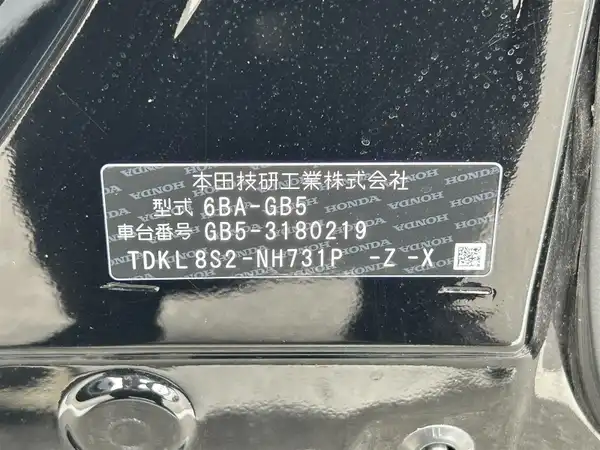 本田技研工業株式会社
型式 6BA-GB5
車台番号 GB5-3180219
TDKL 8S2-NH731P -Z -X